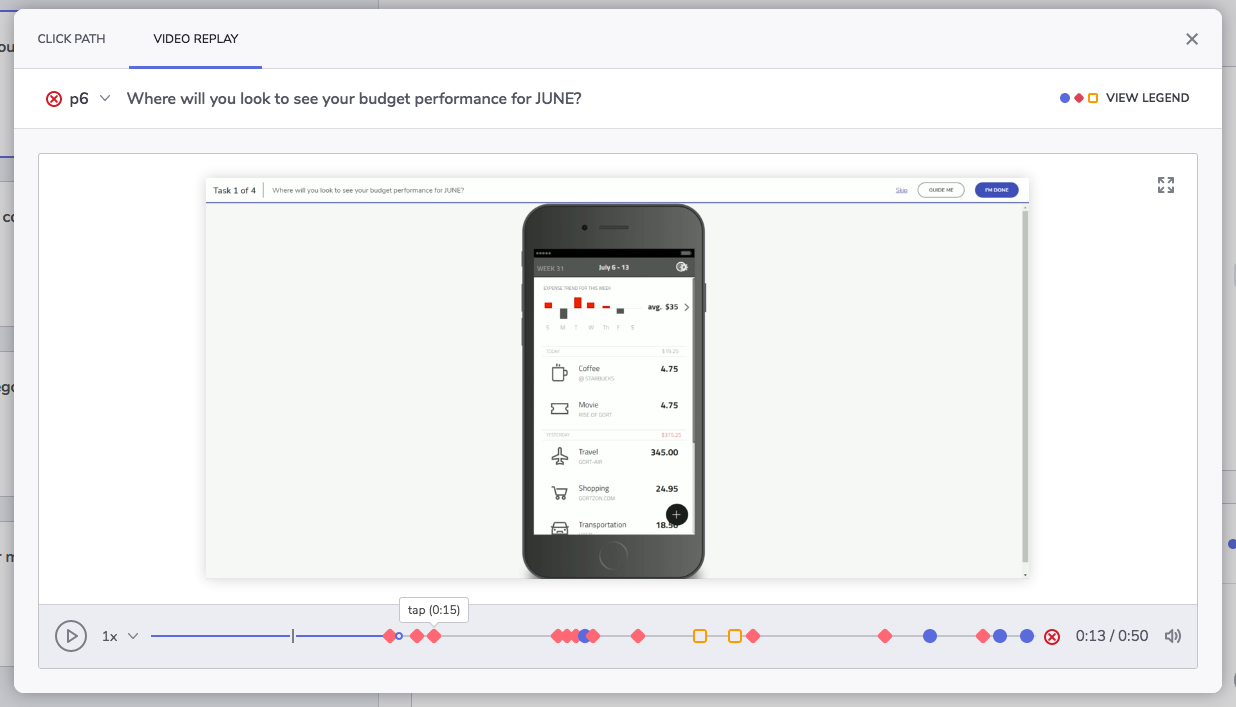 CLICK PATH
VIDEO REPLAY
p6
Where will you look to see your budget performance for JUNE?
VIEW LEGEND
Task 1 of 4
Where will you look to see your budget performance for JUNE?
Skip
GUIDE ME
I'M DONE
WEEK 31
July 6 - 13
EXPENSE TREND FOR THIS WEEK
avg. $35
S M T W Th F S
TODAY
$19.25
Coffee
4.75
@ STARBUCKS
Movie
4.75
RISE OF GORT
YESTERDAY
$375.25
Travel
345.00
GORT-AIR
Shopping
24.95
GORTZON.COM
Transportation
18.50
tap (0:15)
1x
0:13 / 0:50